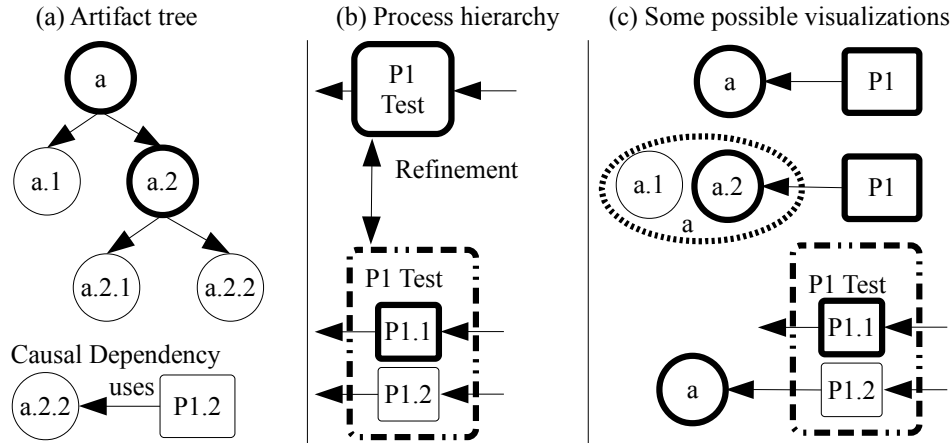 (a) Artifact tree
a
a.1
a.2
a.2.1
a.2.2
Causal Dependency
uses
a.2.2
P1.2
(b) Process hierarchy
P1
Test
Refinement
P1 Test
P1.1
P1.2
(c) Some possible visualizations
a
P1
a.1
a.2
a
P1
P1 Test
P1.1
a
P1.2